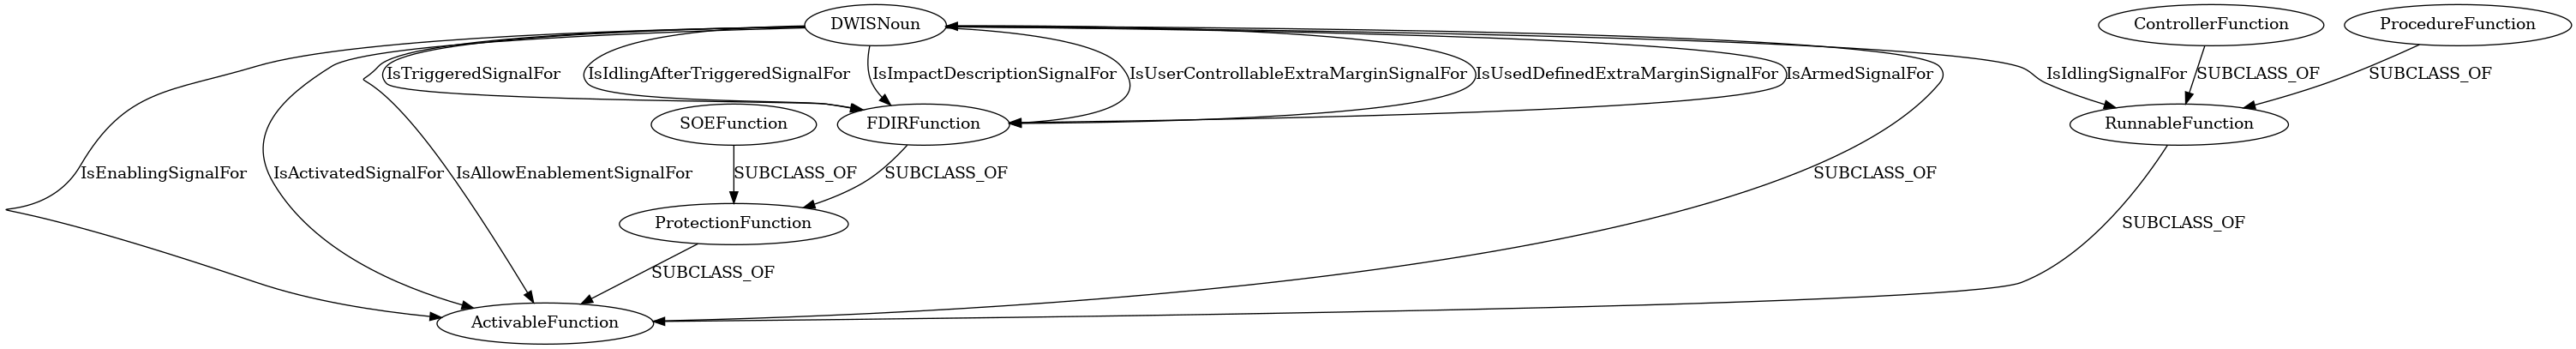 DWISNoun
ControllerFunction
ProcedureFunction
IsTriggeredSignalFor
IsIdlingAfterTriggeredSignalFor
IsImpactDescriptionSignalFor
IsUserControllableExtraMarginSignalFor
IsUsedDefinedExtraMarginSignalFor
IsArmedSignalFor
IsIdlingSignalFor
SUBCLASS_OF
SUBCLASS_OF
SOEFunction
FDIRFunction
RunnableFunction
IsEnablingSignalFor
IsActivatedSignalFor
IsAllowEnablementSignalFor
SUBCLASS_OF
SUBCLASS_OF
SUBCLASS_OF
ProtectionFunction
SUBCLASS_OF
SUBCLASS_OF
ActivableFunction